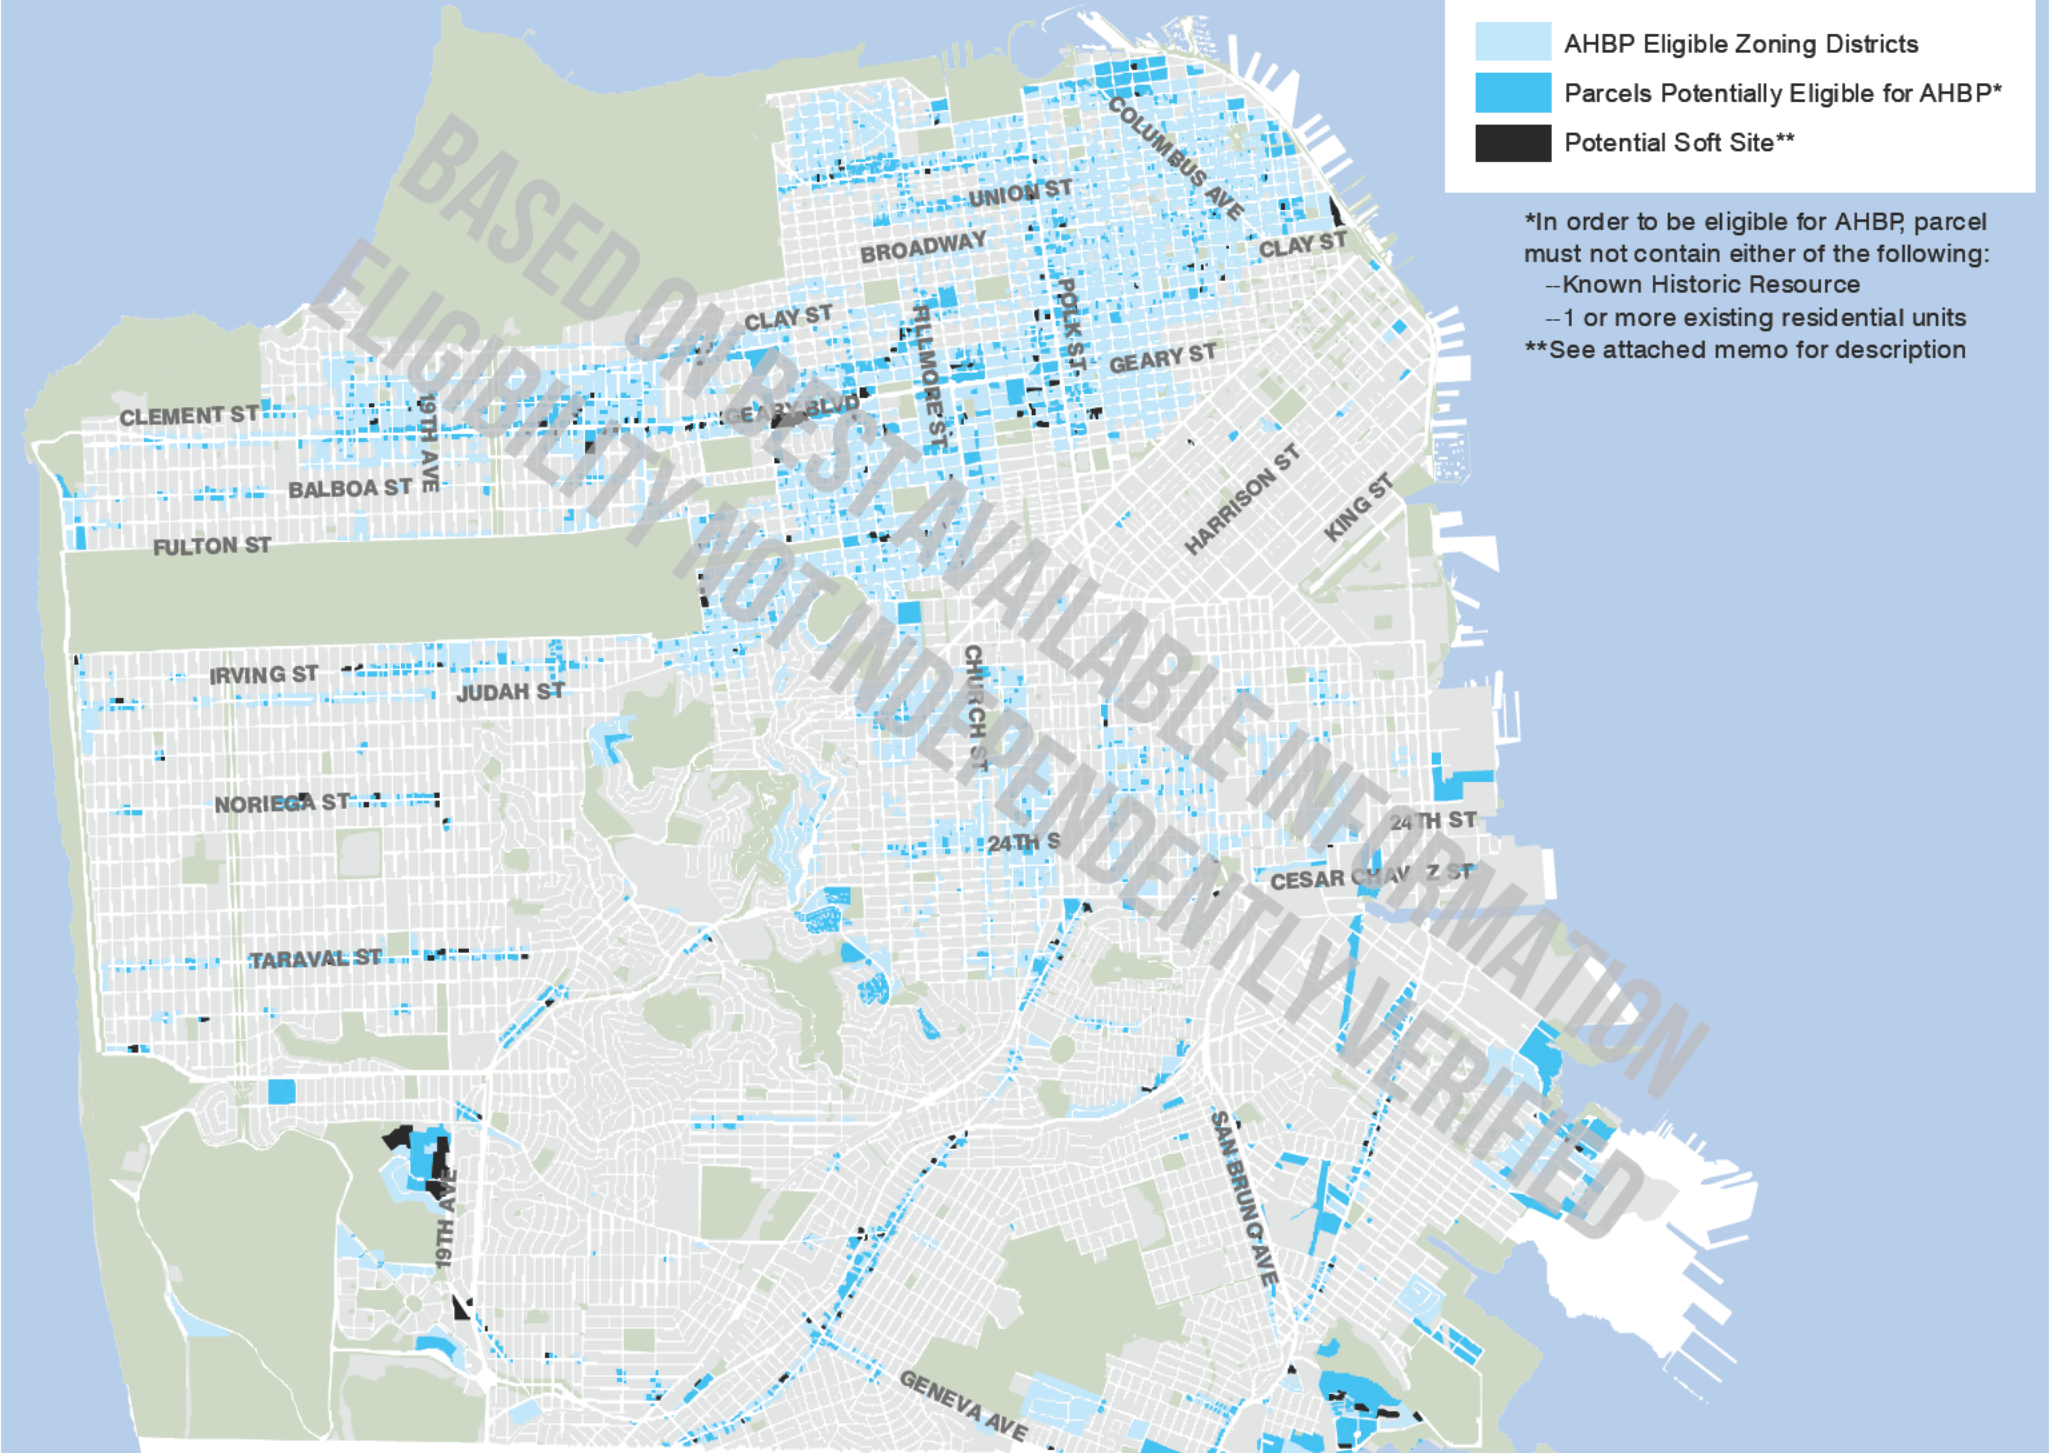 AHBP Eligible Zoning Districts
Parcels Potentially Eligible for AHBP*
Potential Soft Site**
*In order to be eligible for AHBP, parcel
must not contain either of the following:
--Known Historic Resource
--1 or more existing residential units
**See attached memo for description
BASED ON BEST AVAILABLE INFORMATION
ELIGIBILITY NOT INDEPENDENTLY VERIFIED
COLUMBUS AVE
UNION ST
BROADWAY
CLAY ST
CLAY ST
POLK ST
FILLMORE ST
GEARY ST
GEARY BLVD
CLEMENT ST
19TH AVE
BALBOA ST
HARRISON ST
KING ST
FULTON ST
IRVING ST
JUDAH ST
CHURCH ST
NORIEGA ST
24TH S
24TH ST
CESAR CHAV Z ST
TARAVAL ST
SAN BRUNO AVE
19TH AVE
GENEVA AVE